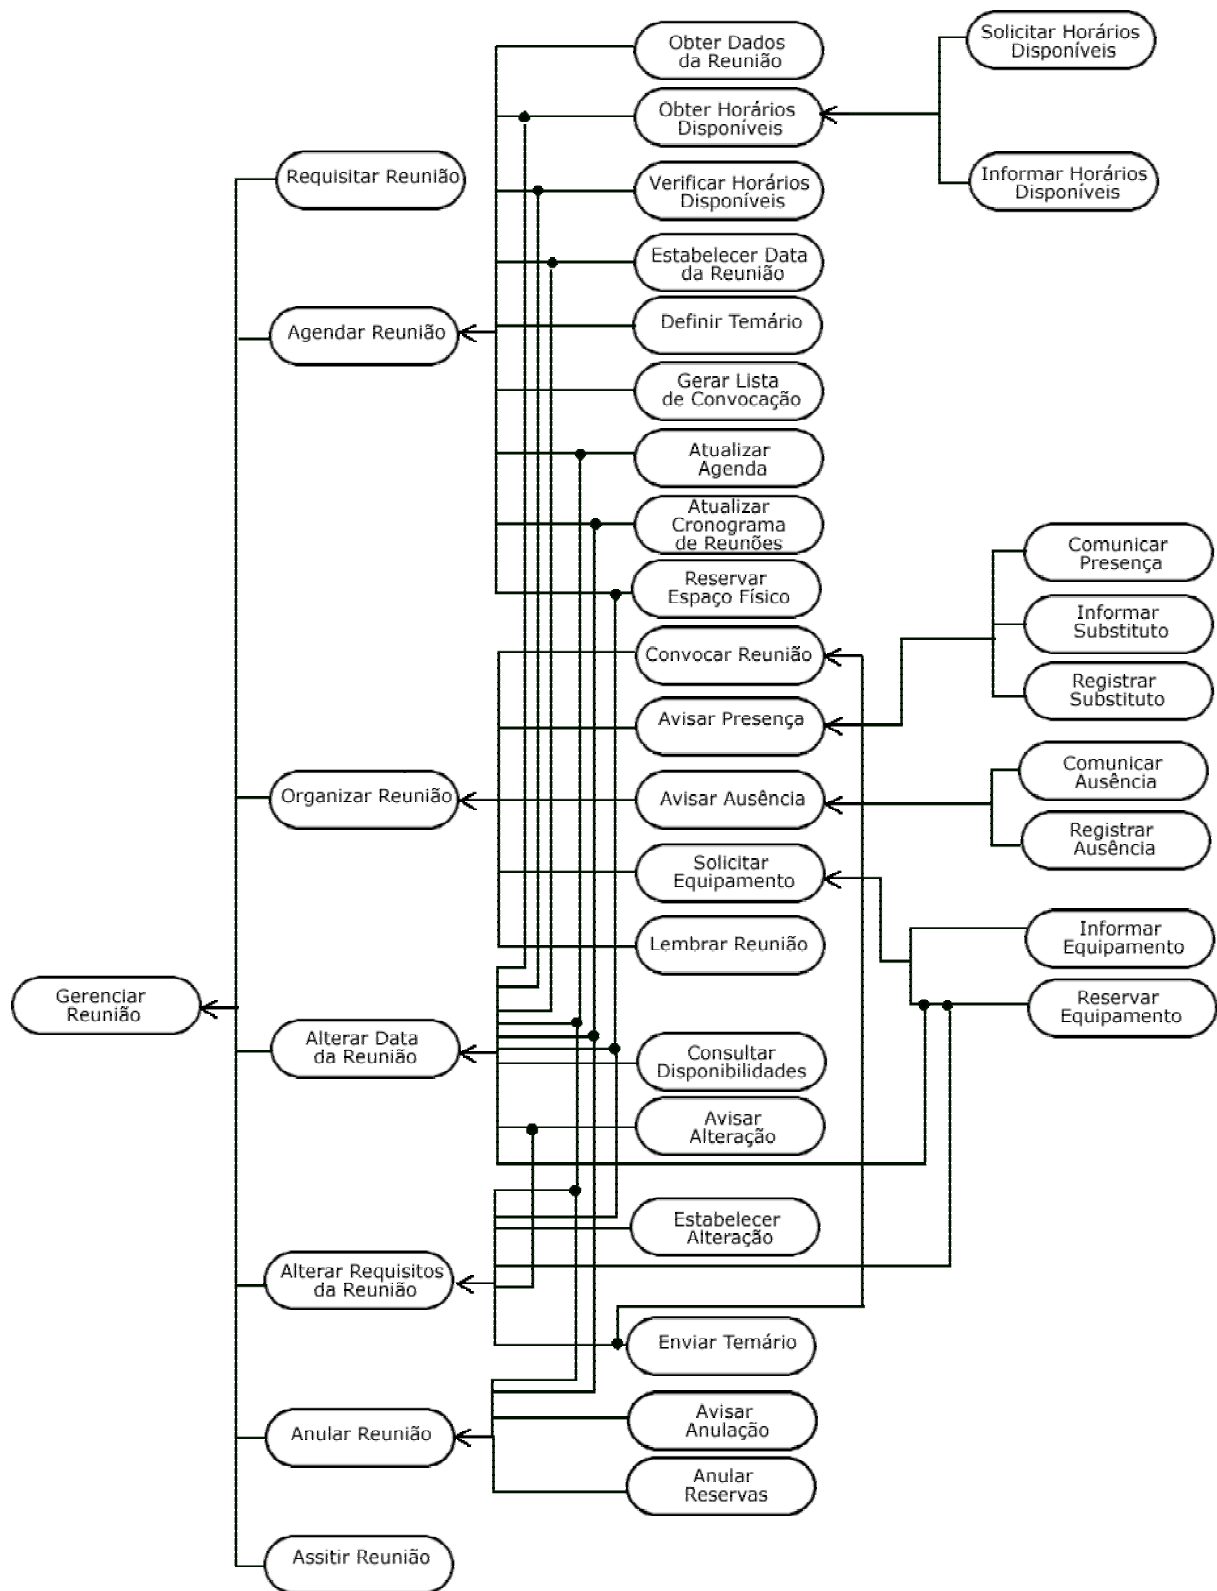 Obter Dados
da Reunião
Solicitar Horários
Disponíveis
Obter Horários
Disponíveis
Requisitar Reunião
Verificar Horários
Disponíveis
Informar Horários
Disponíveis
Estabelecer Data
da Reunião
Agendar Reunião
Definir Temário
Gerar Lista
de Convocação
Atualizar
Agenda
Atualizar
Cronograma
de Reunões
Comunicar
Presença
Reservar
Espaço Físico
Informar
Substituto
Convocar Reunião
Registrar
Substituto
Avisar Presença
Organizar Reunião
Avisar Ausência
Comunicar
Ausência
Registrar
Ausência
Solicitar
Equipamento
Lembrar Reunião
Informar
Equipamento
Gerenciar
Reunião
Reservar
Equipamento
Alterar Data
da Reunião
Consultar
Disponibilidades
Avisar
Alteração
Estabelecer
Alteração
Alterar Requisitos
da Reunião
Enviar Temário
Anular Reunião
Avisar
Anulação
Anular
Reservas
Assitir Reunião